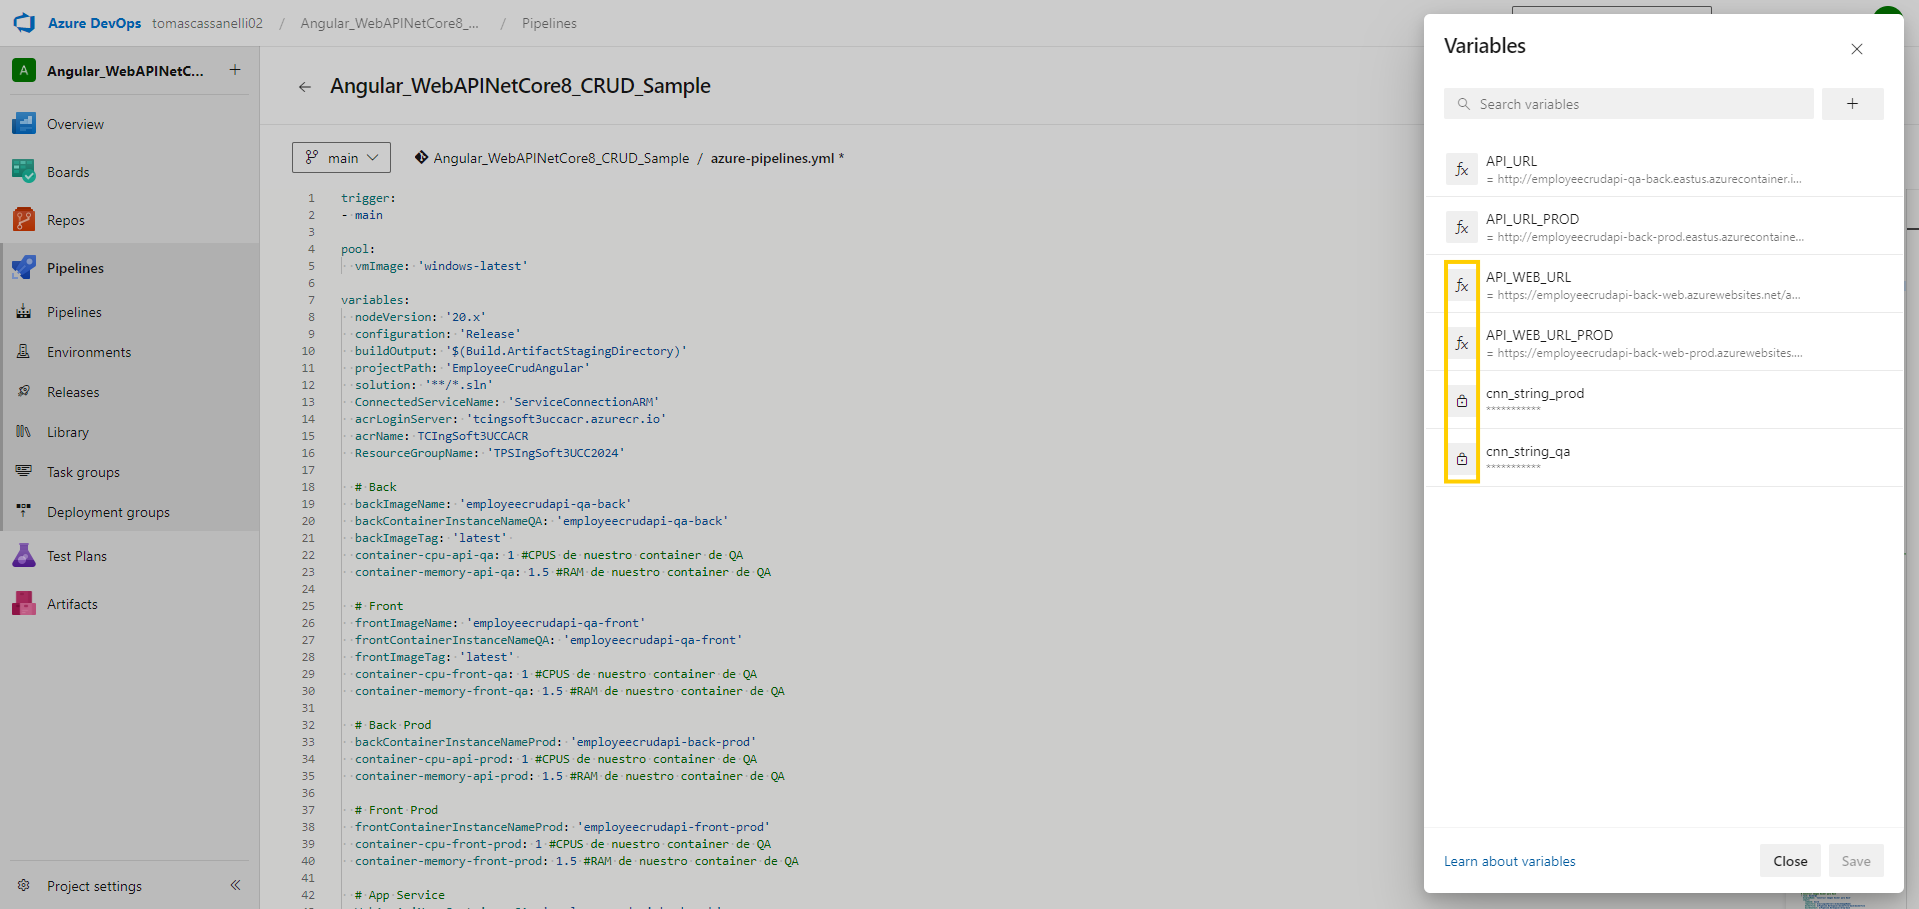 Azure DevOps tomascassanelli02 / Angular_WebAPINetCore8_... / Pipelines
A Angular_WebAPINetC... +
Overview
Boards
Repos
Pipelines
Pipelines
Environments
Releases
Library
Task groups
Deployment groups
Test Plans
Artifacts
Project settings
Angular_WebAPINetCore8_CRUD_Sample
main Angular_WebAPINetCore8_CRUD_Sample / azure-pipelines.yml *
1 trigger:
2 - main
3
4 pool:
5 vmImage: 'windows-latest'
6
7 variables:
8 nodeVersion: '20.x'
9 configuration: 'Release'
10 buildOutput: '$(Build.ArtifactStagingDirectory)'
11 projectPath: 'EmployeeCrudAngular'
12 solution: '**/*.sln'
13 ConnectedServiceName: 'ServiceConnectionARM'
14 acrLoginServer: 'tcingsoft3uccacr.azurecr.io'
15 acrName: TCIngSoft3UCCACR
16 ResourceGroupName: 'TPSIngSoft3UCC2024'
17
18 # Back
19 backImageName: 'employeecrudapi-qa-back'
20 backContainerInstanceNameQA: 'employeecrudapi-qa-back'
21 backImageTag: 'latest'
22 container-cpu-api-qa: 1 #CPUS de nuestro container de QA
23 container-memory-api-qa: 1.5 #RAM de nuestro container de QA
24
25 # Front
26 frontImageName: 'employeecrudapi-qa-front'
27 frontContainerInstanceNameQA: 'employeecrudapi-qa-front'
28 frontImageTag: 'latest'
29 container-cpu-front-qa: 1 #CPUS de nuestro container de QA
30 container-memory-front-qa: 1.5 #RAM de nuestro container de QA
31
32 # Back Prod
33 backContainerInstanceNameProd: 'employeecrudapi-back-prod'
34 container-cpu-api-prod: 1 #CPUS de nuestro container de QA
35 container-memory-api-prod: 1.5 #RAM de nuestro container de QA
36
37 # Front Prod
38 frontContainerInstanceNameProd: 'employeecrudapi-front-prod'
39 container-cpu-front-prod: 1 #CPUS de nuestro container de QA
40 container-memory-front-prod: 1.5 #RAM de nuestro container de QA
41
42 # App Service
Variables
Search variables +
fx API_URL
= http://employeecrudapi-qa-back.eastus.azurecontainer.i...
fx API_URL_PROD
= http://employeecrudapi-back-prod.eastus.azurecontaine...
fx API_WEB_URL
= https://employeecrudapi-back-web.azurewebsites.net/a...
fx API_WEB_URL_PROD
= https://employeecrudapi-back-web-prod.azurewebsites....
cnn_string_prod
***********
cnn_string_qa
***********
Learn about variables Close Save